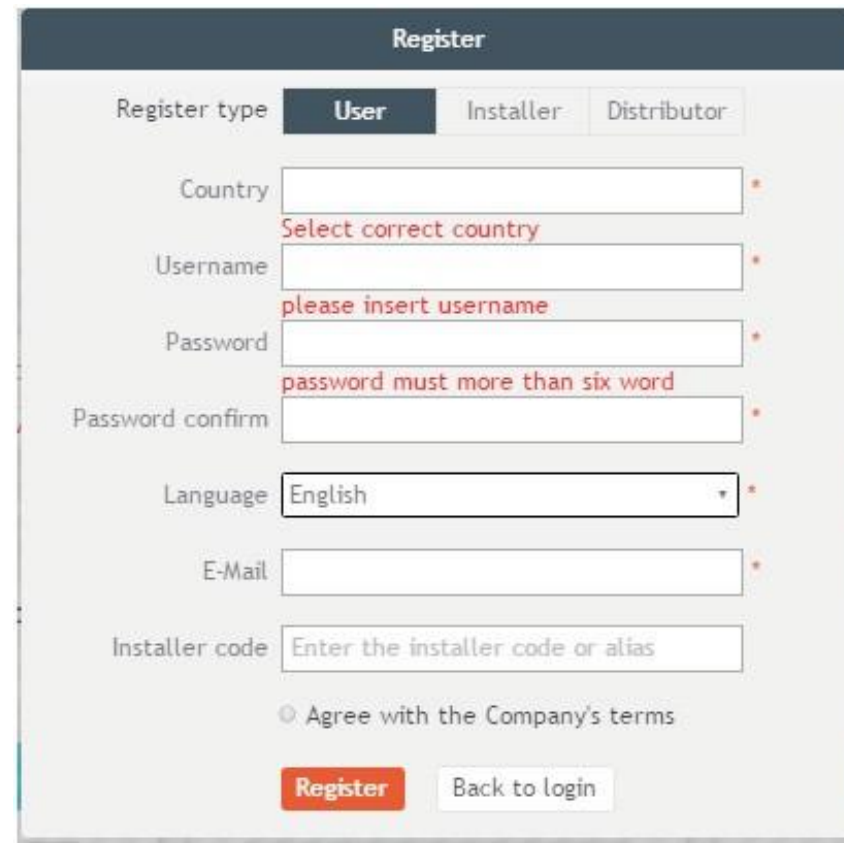 Register
Register type User Installer Distributor
Country *
Select correct country
Username *
please insert username
Password *
password must more than six word
Password confirm *
Language English *
E-Mail *
Installer code Enter the installer code or alias
Agree with the Company's terms
Register Back to login